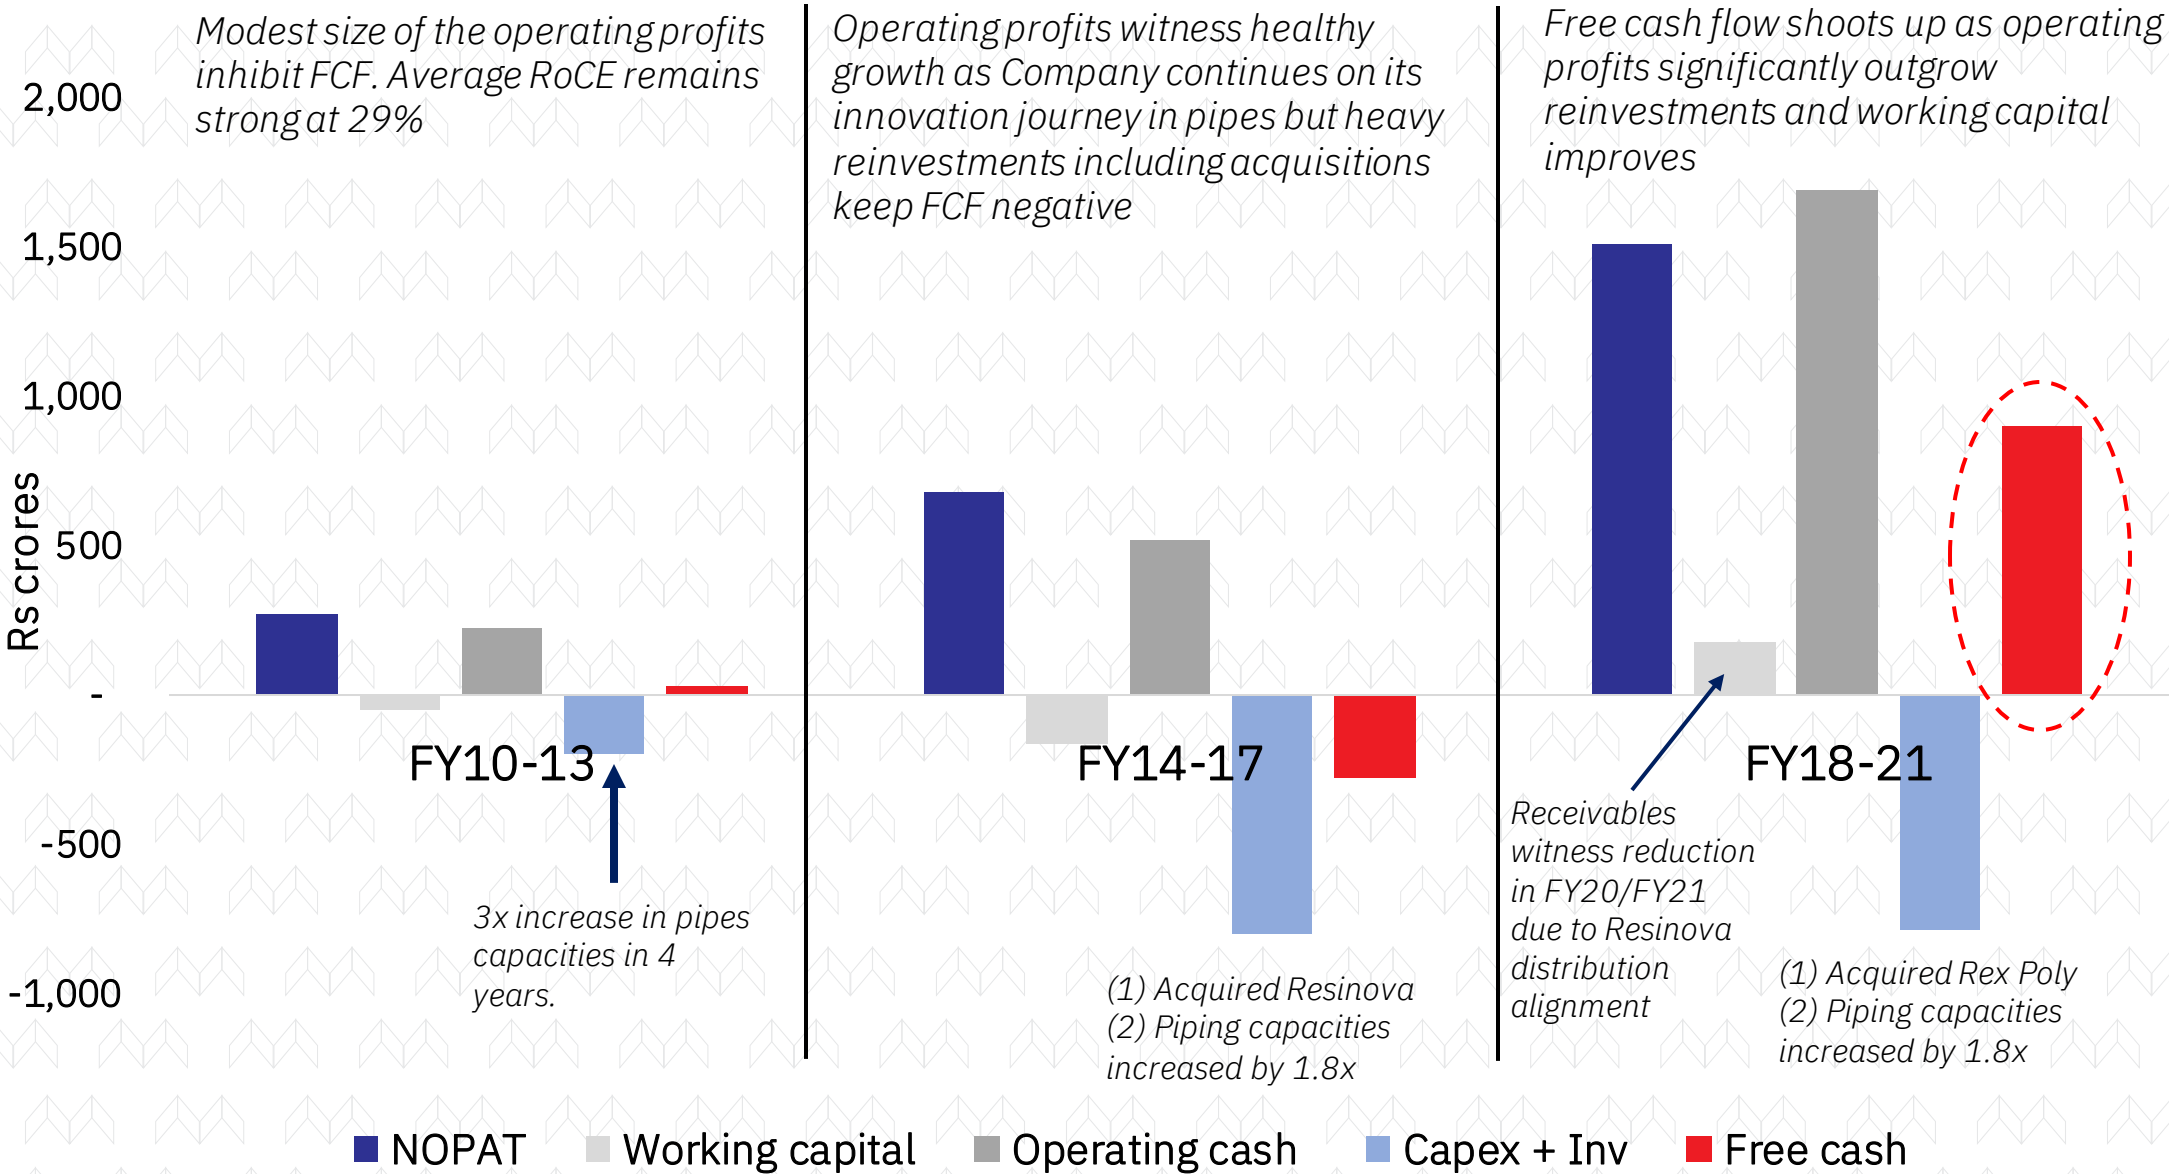 Modest size of the operating profits
inhibit FCF. Average RoCE remains
strong at 29%
Operating profits witness healthy
growth as Company continues on its
innovation journey in pipes but heavy
reinvestments including acquisitions
keep FCF negative
Free cash flow shoots up as operating
profits significantly outgrow
reinvestments and working capital
improves
Rs crores
2,000
1,500
1,000
500
-
-500
-1,000
FY10-13
FY14-17
FY18-21
3x increase in pipes
capacities in 4
years.
(1) Acquired Resinova
(2) Piping capacities
increased by 1.8x
Receivables
witness reduction
in FY20/FY21
due to Resinova
distribution
alignment
(1) Acquired Rex Poly
(2) Piping capacities
increased by 1.8x
NOPAT
Working capital
Operating cash
Capex + Inv
Free cash